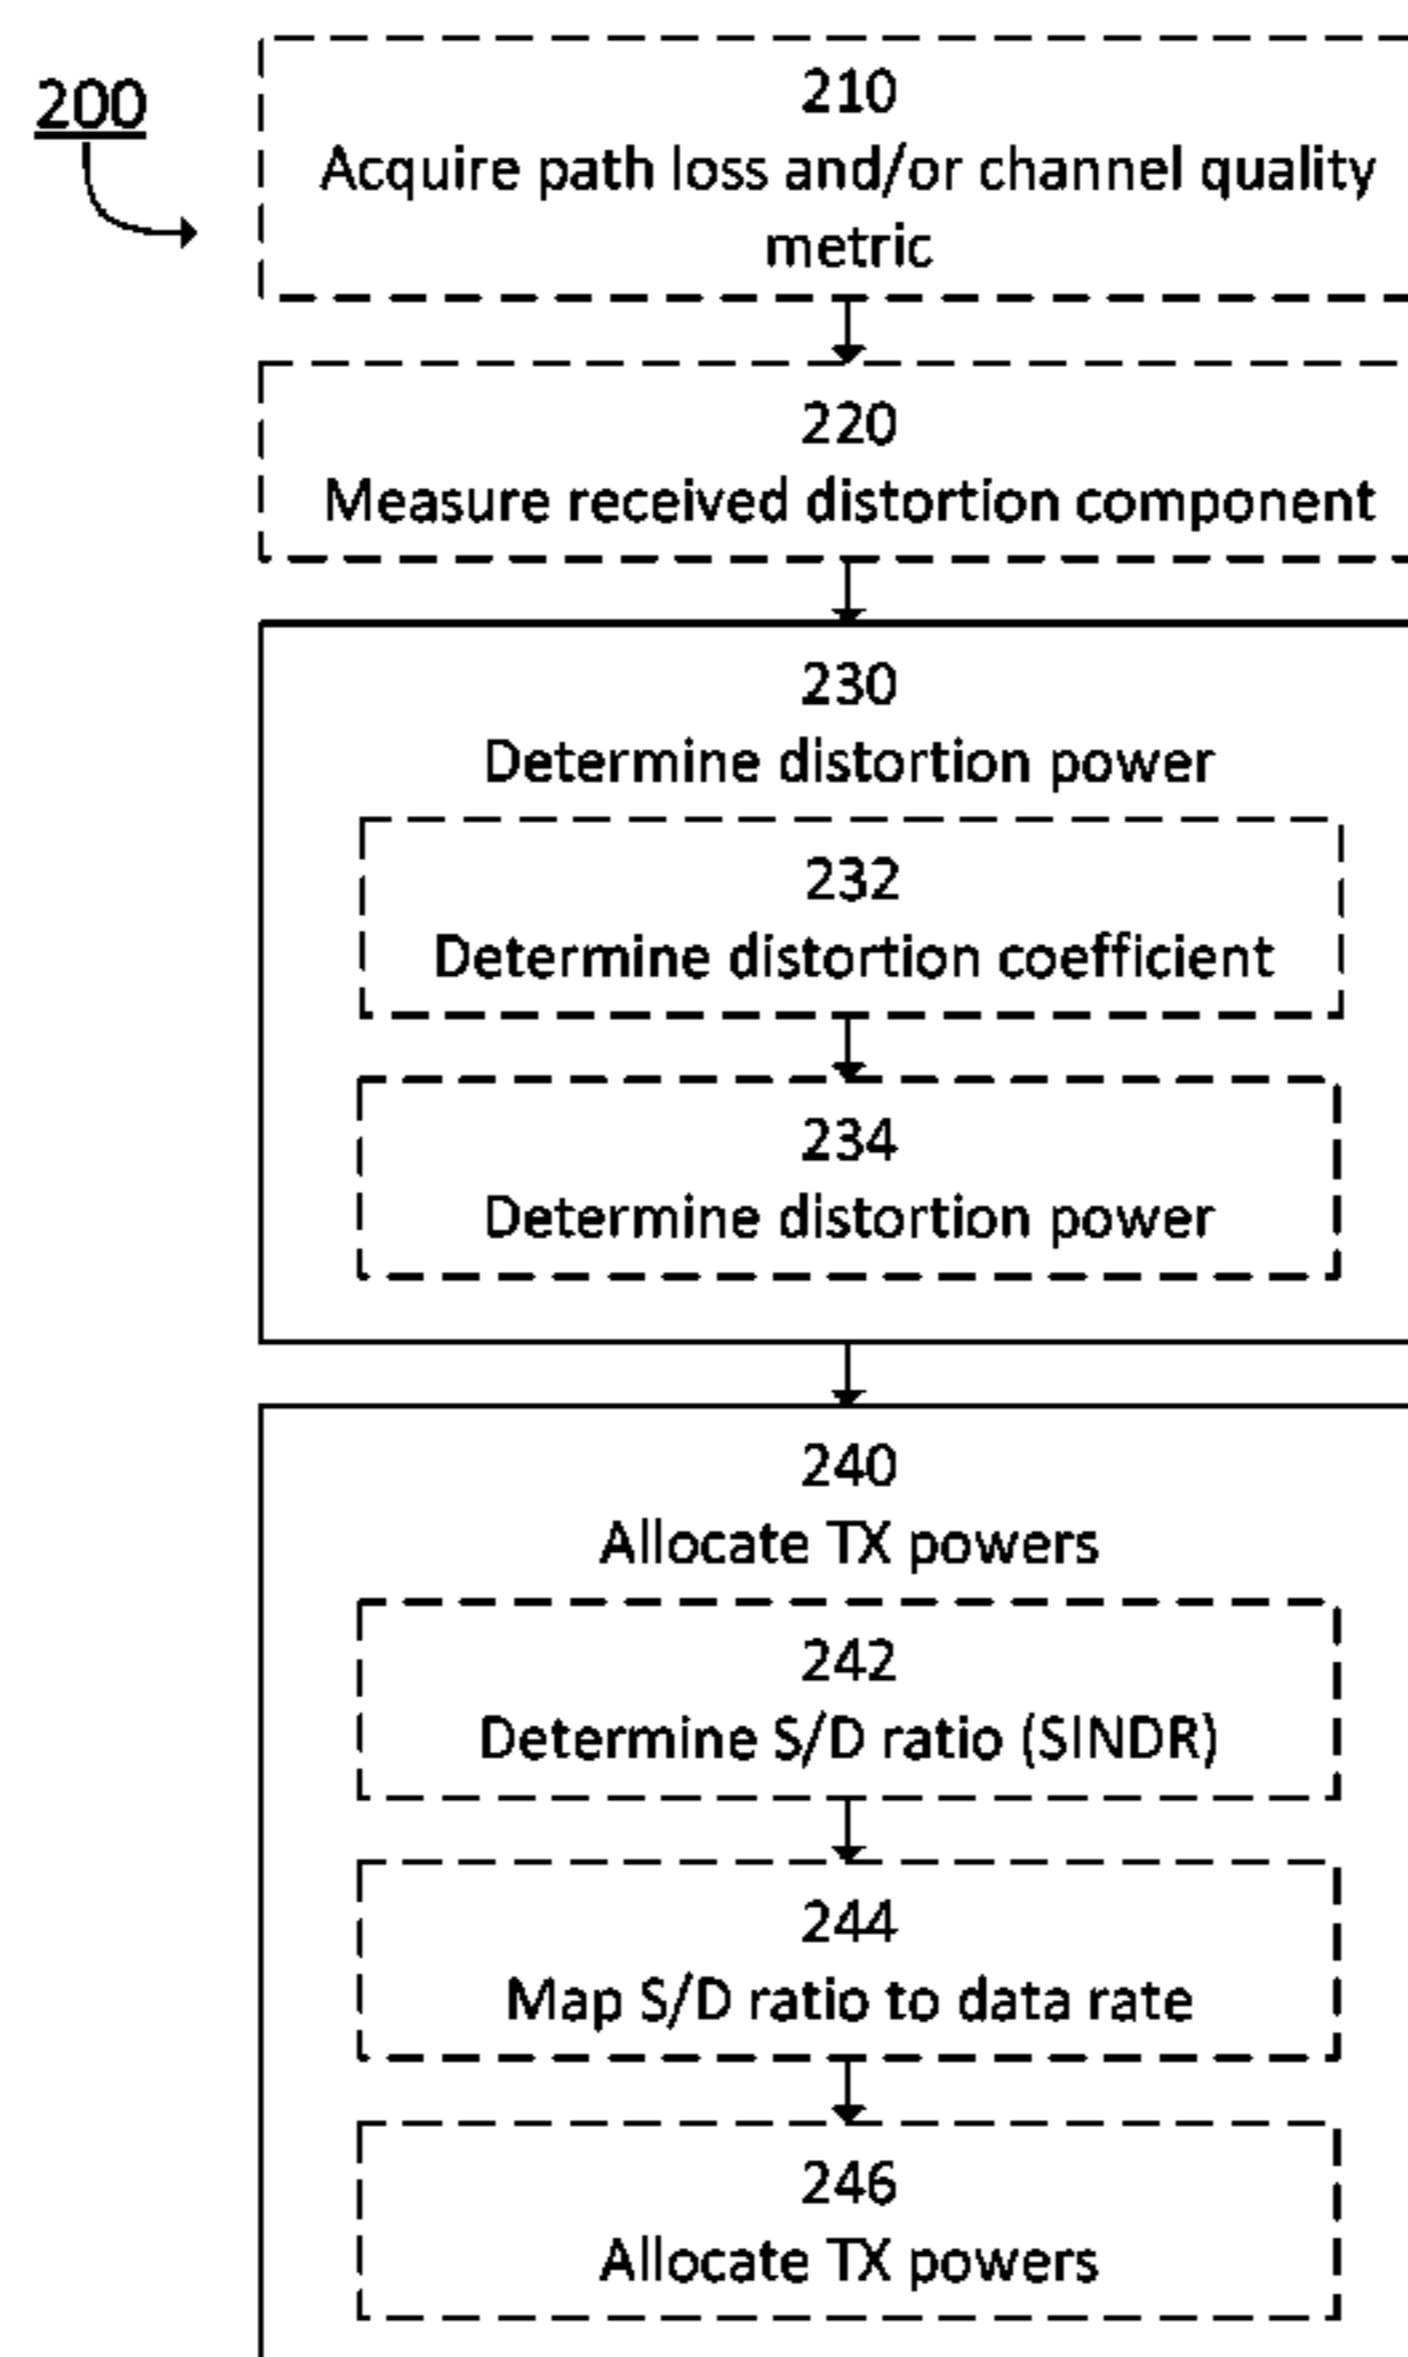 200
210
Acquire path loss and/or channel quality
metric
220
Measure received distortion component
230
Determine distortion power
232
Determine distortion coefficient
234
Determine distortion power
240
Allocate TX powers
242
Determine S/D ratio (SINDR)
244
Map S/D ratio to data rate
246
Allocate TX powers